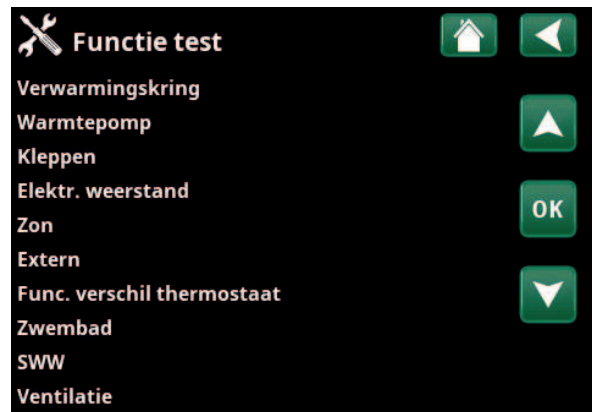 Functie test
Verwarmingskring
Warmtepomp
Kleppen
Elektr. weerstand
OK
Zon
Extern
Func. verschil thermostaat
Zwembad
SWW
Ventilatie